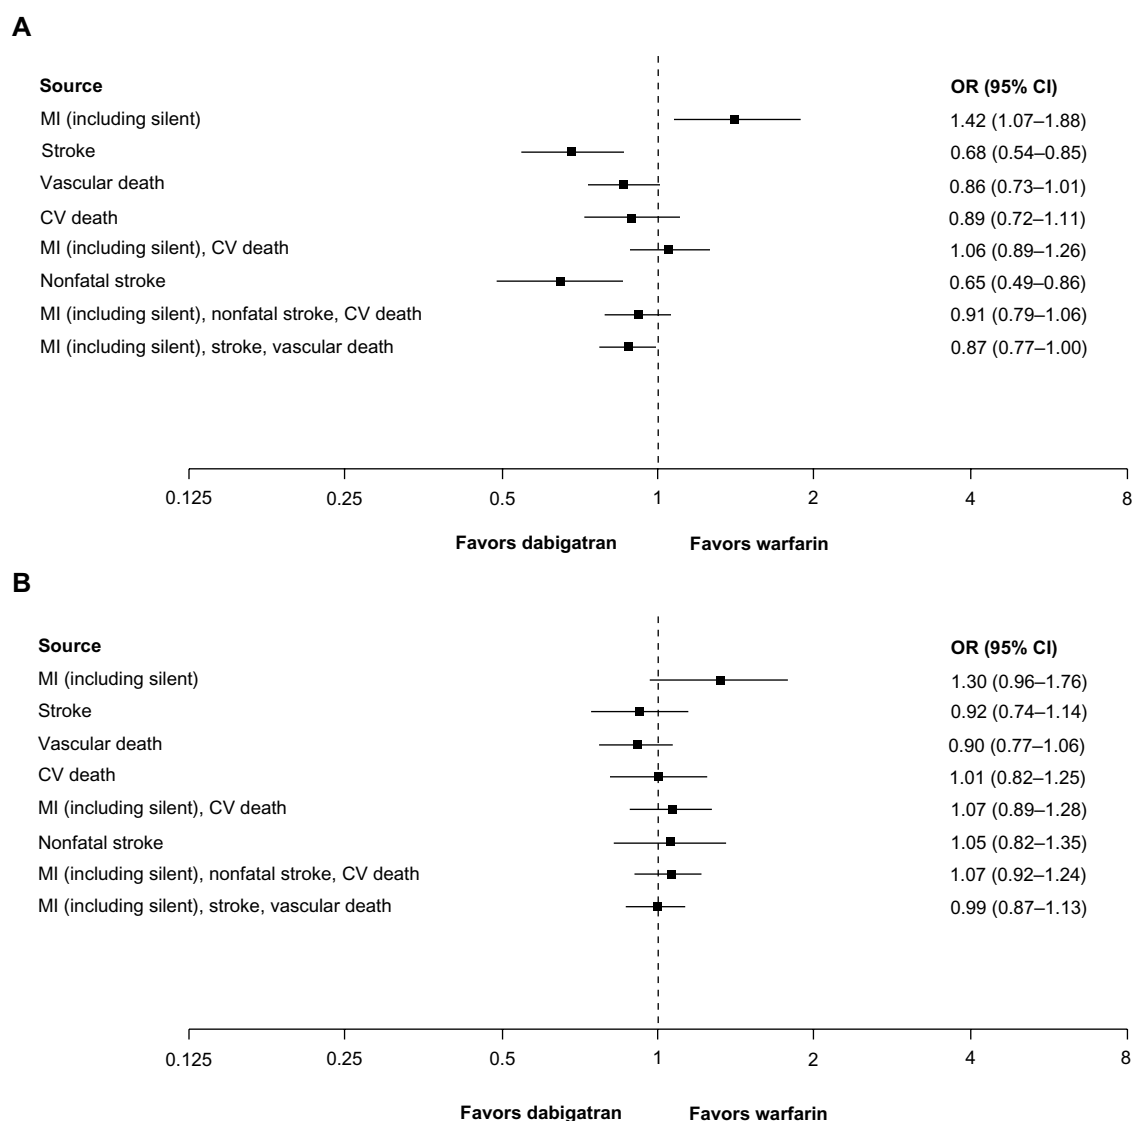 A
Source OR (95% CI)
MI (including silent) 1.42 (1.07–1.88)
Stroke 0.68 (0.54–0.85)
Vascular death 0.86 (0.73–1.01)
CV death 0.89 (0.72–1.11)
MI (including silent), CV death 1.06 (0.89–1.26)
Nonfatal stroke 0.65 (0.49–0.86)
MI (including silent), nonfatal stroke, CV death 0.91 (0.79–1.06)
MI (including silent), stroke, vascular death 0.87 (0.77–1.00)
0.125 0.25 0.5 1 2 4 8
Favors dabigatran Favors warfarin
B
Source OR (95% CI)
MI (including silent) 1.30 (0.96–1.76)
Stroke 0.92 (0.74–1.14)
Vascular death 0.90 (0.77–1.06)
CV death 1.01 (0.82–1.25)
MI (including silent), CV death 1.07 (0.89–1.28)
Nonfatal stroke 1.05 (0.82–1.35)
MI (including silent), nonfatal stroke, CV death 1.07 (0.92–1.24)
MI (including silent), stroke, vascular death 0.99 (0.87–1.13)
0.125 0.25 0.5 1 2 4 8
Favors dabigatran Favors warfarin